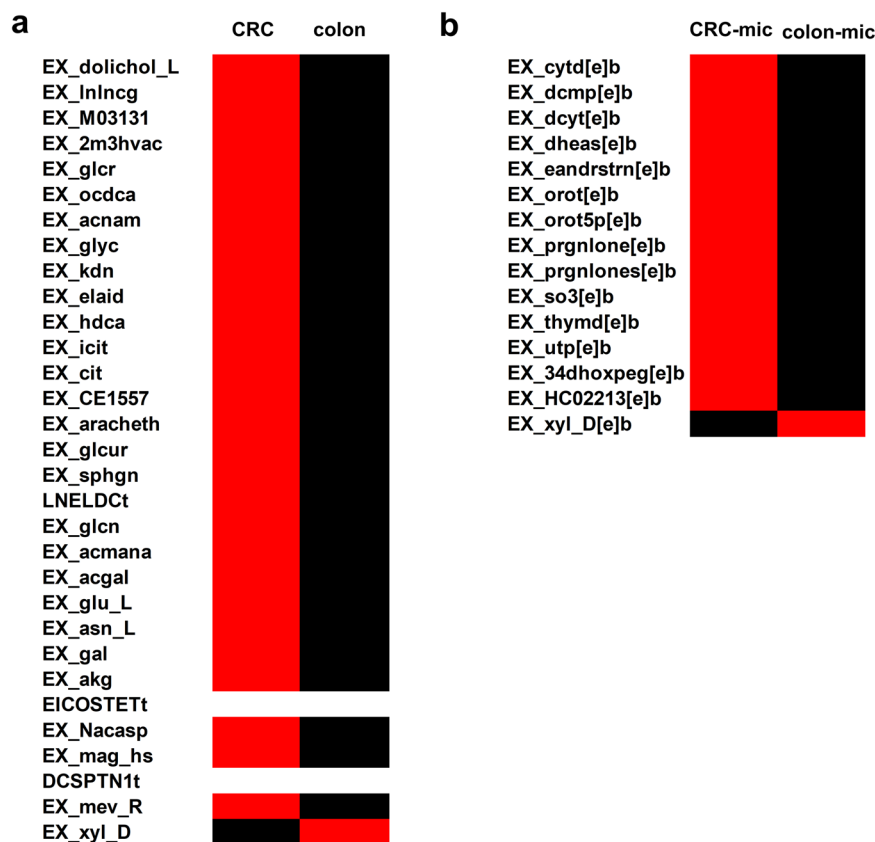 a
CRC colon
EX_dolichol_L
EX_lnlncg
EX_M03131
EX_2m3hvac
EX_glcr
EX_ocdca
EX_acnam
EX_glyc
EX_kdn
EX_elaid
EX_hdca
EX_icit
EX_cit
EX_CE1557
EX_aracheth
EX_glcur
EX_sphgn
LNELDCt
EX_glcn
EX_acmana
EX_acgal
EX_glu_L
EX_asn_L
EX_gal
EX_akg
EICOSTETt
EX_Nacasp
EX_mag_hs
DCSPTN1t
EX_mev_R
EX_xyl_D
b
CRC-mic colon-mic
EX_cytd[e]b
EX_dcmp[e]b
EX_dcyt[e]b
EX_dheas[e]b
EX_eandrstrn[e]b
EX_orot[e]b
EX_orot5p[e]b
EX_prgnlone[e]b
EX_prgnlones[e]b
EX_so3[e]b
EX_thymd[e]b
EX_utp[e]b
EX_34dhoxpeg[e]b
EX_HC02213[e]b
EX_xyl_D[e]b